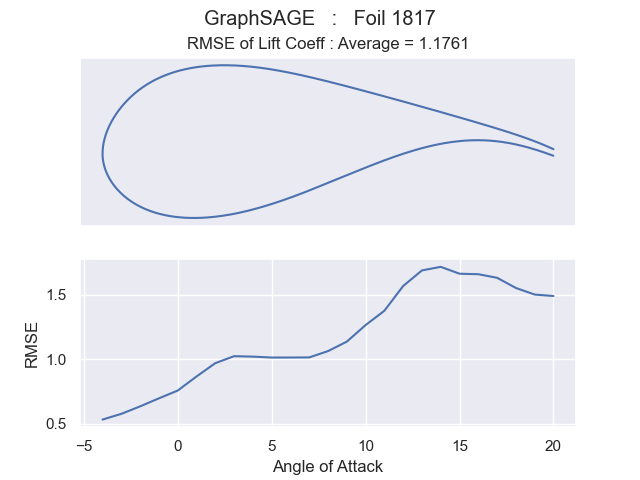 GraphSAGE : Foil 1817
RMSE of Lift Coeff : Average = 1.1761
1.5
1.0
0.5
RMSE
−5 0 5 10 15 20
Angle of Attack